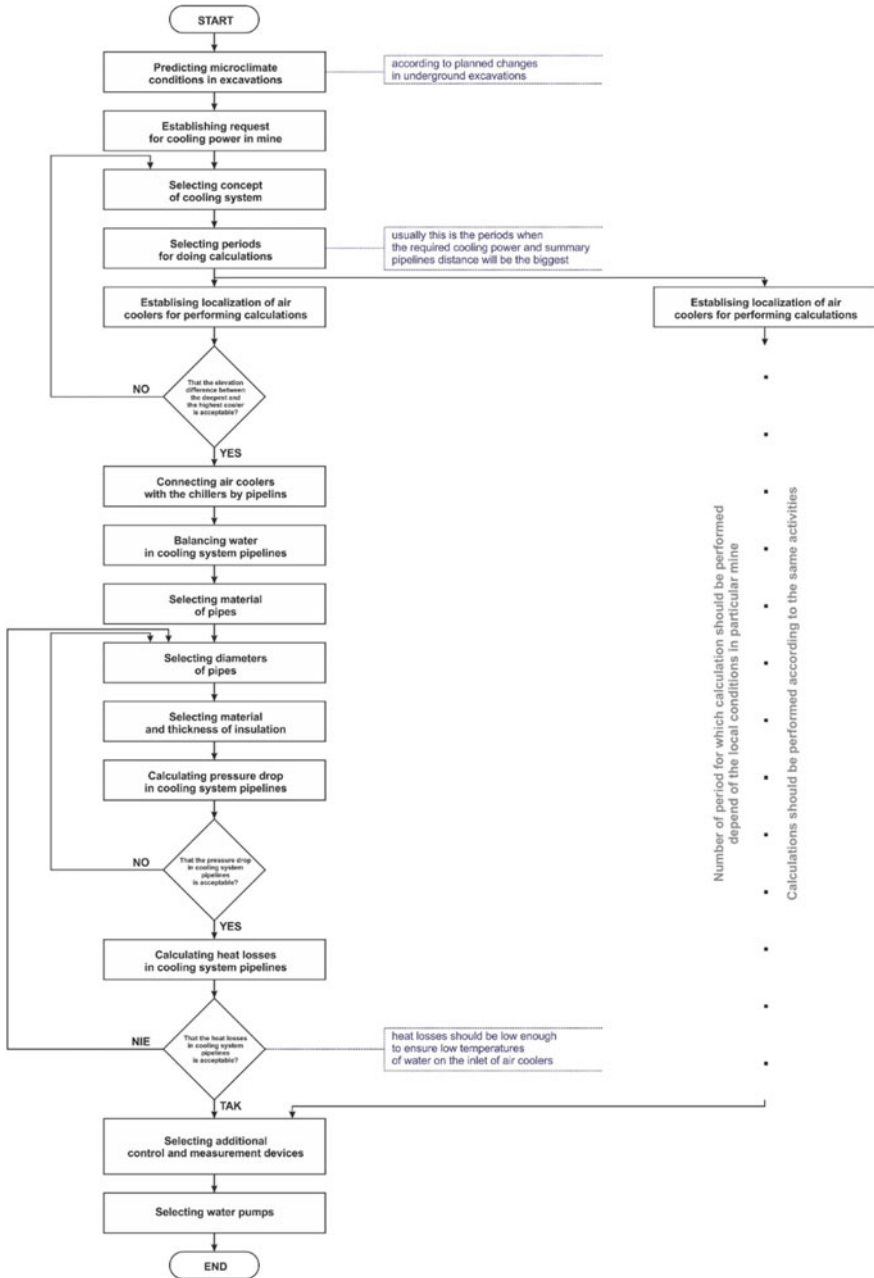 START
Predicting microclimate
conditions in excavations
according to planned changes
in underground excavations
Establishing request
for cooling power in mine
Selecting concept
of cooling system
Selecting periods
for doing calculations
usually this is the periods when
the required cooling power and summary
pipelines distance will be the biggest
Establising localization of air
coolers for performing calculations
Establising localization of air
coolers for performing calculations
NO
That the elevation
difference between
the deepest and
the highest cooler
is acceptable?
YES
Connecting air coolers
with the chillers by pipelins
Balancing water
in cooling system pipelines
Selecting material
of pipes
Selecting diameters
of pipes
Selecting material
and thickness of insulation
Calculating pressure drop
in cooling system pipelines
NO
That the pressure drop
in cooling system
pipelines
is acceptable?
YES
Calculating heat losses
in cooling system pipelines
NIE
That the heat losses
in cooling system
pipelines
is acceptable?
heat losses should be low enough
to ensure low temperatures
of water on the inlet of air coolers
TAK
Number of period for which calculation should be performed
depend of the local conditions in particular mine
Calculations should be performed according to the same activities
Selecting additional
control and measurement devices
Selecting water pumps
END